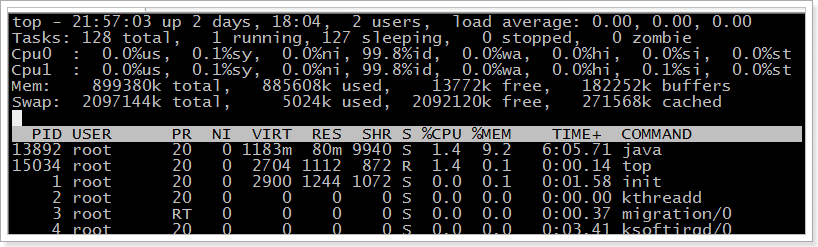 top - 21:57:03 up 2 days, 18:04,  2 users,  load average: 0.00, 0.00, 0.00
Tasks: 128 total,   1 running, 127 sleeping,   0 stopped,   0 zombie
Cpu0  :  0.0%us,  0.1%sy,  0.0%ni, 99.8%id,  0.0%wa,  0.0%hi,  0.0%si,  0.0%st
Cpu1  :  0.0%us,  0.0%sy,  0.0%ni, 99.8%id,  0.0%wa,  0.0%hi,  0.1%si,  0.0%st
Mem:    899380k total,   885608k used,    13772k free,   182252k buffers
Swap:  2097144k total,     5024k used,  2092120k free,   271568k cached
  PID USER      PR  NI  VIRT  RES  SHR S %CPU %MEM    TIME+  COMMAND
13892 root      20   0 1183m  80m 9940 S  1.4  9.2   6:05.71 java
15034 root      20   0  2704 1112  872 R  1.4  0.1   0:00.14 top
    1 root      20   0  2900 1244 1072 S  0.0  0.1   0:01.58 init
    2 root      20   0     0    0    0 S  0.0  0.0   0:00.00 kthreadd
    3 root      RT   0     0    0    0 S  0.0  0.0   0:00.37 migration/0
    4 root      20   0     0    0    0 S  0.0  0.0   0:03.41 ksoftirqd/0